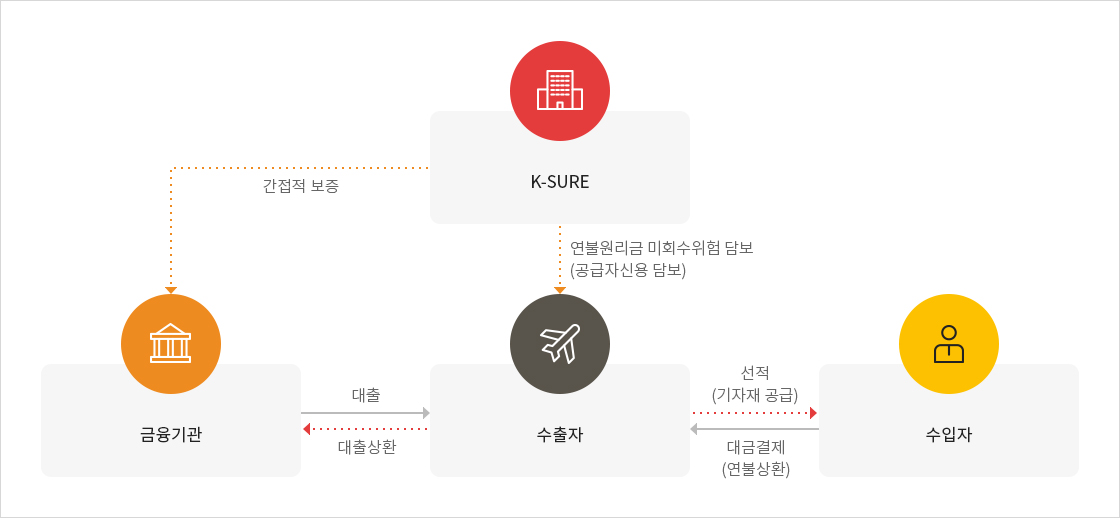 K-SURE
간접적 보증
연불원리금 미회수위험 담보
(공급자신용 담보)
금융기관
대출
대출상환
수출자
선적
(기자재 공급)
대금결제
(연불상환)
수입자